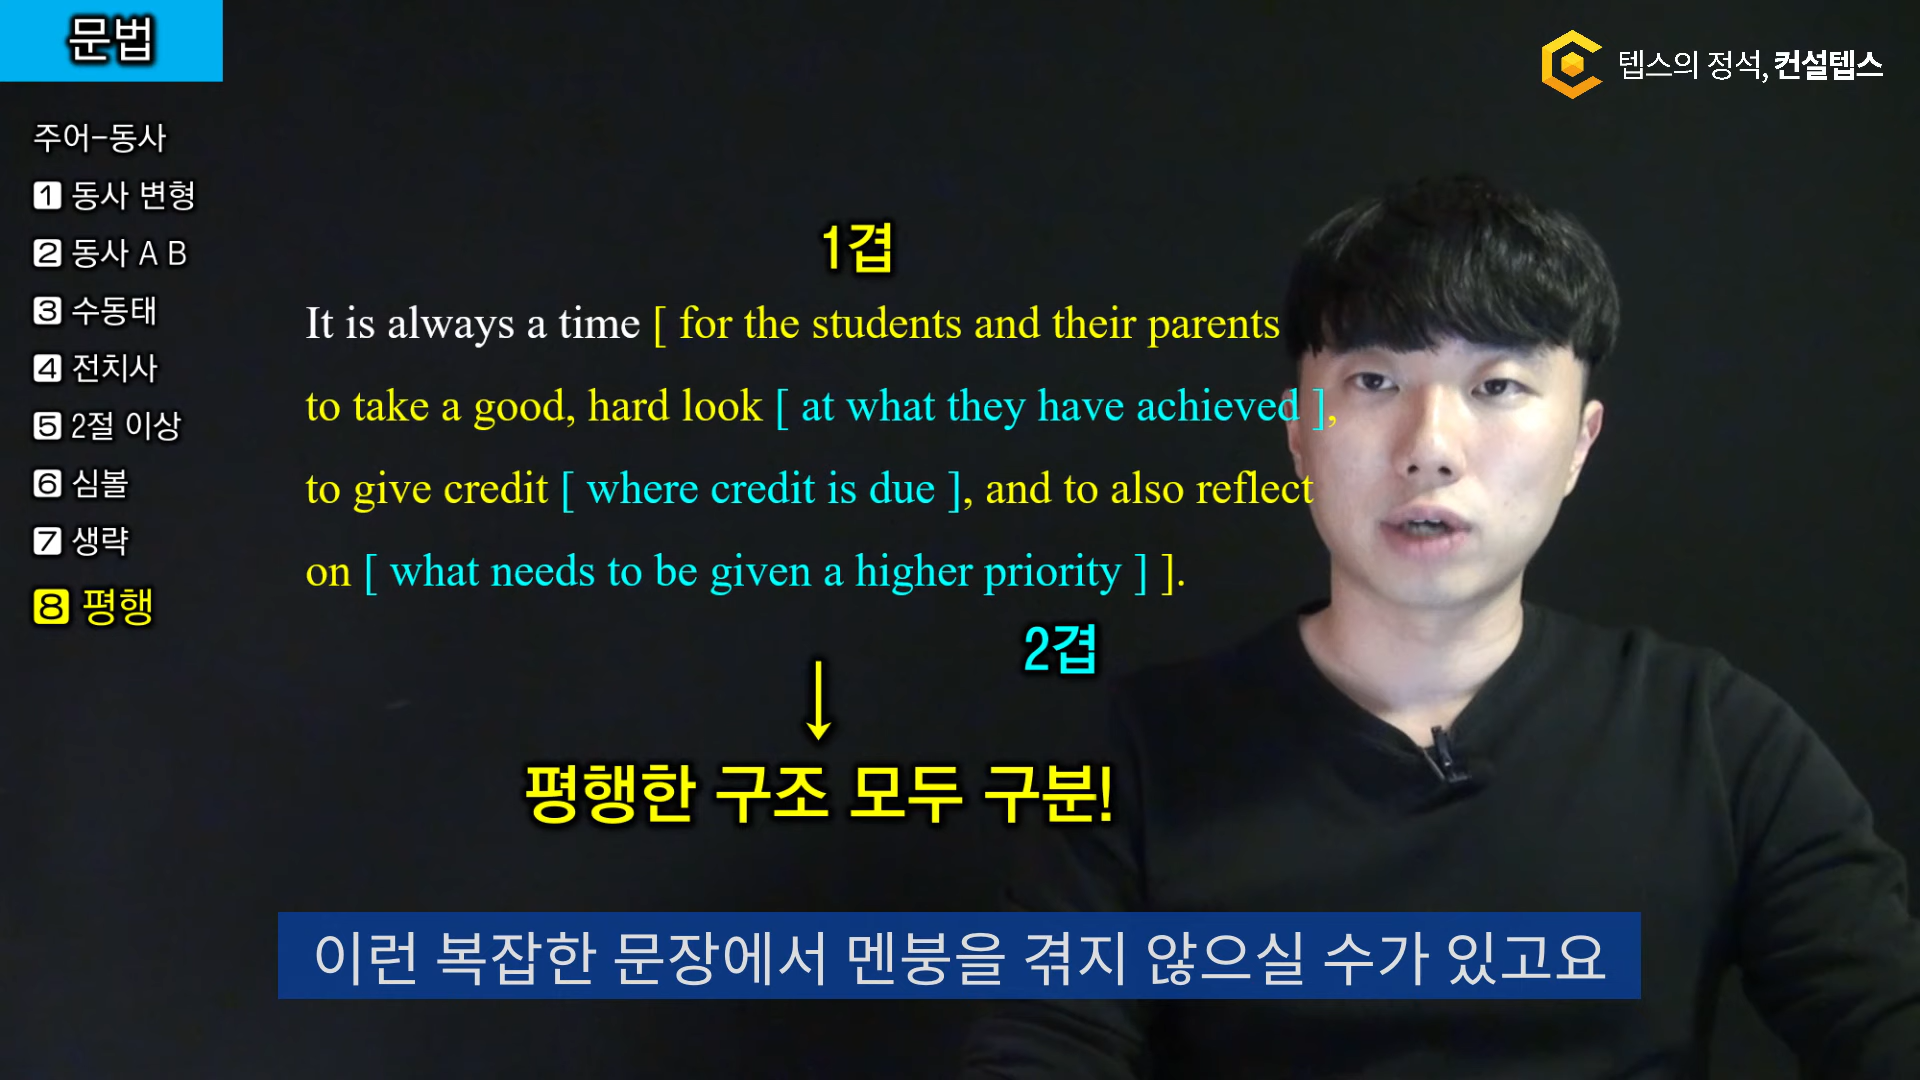 문법
텝스의 정석, 컨설텝스
주어-동사
1 동사 변형
2 동사 A B
3 수동태
4 전치사
5 2절 이상
6 심볼
7 생략
8 평행
1겹
It is always a time [ for the students and their parents
to take a good, hard look [ at what they have achieved ],
to give credit [ where credit is due ], and to also reflect
on [ what needs to be given a higher priority ] ].
2겹
↓
평행한 구조 모두 구분!
이런 복잡한 문장에서 멘붕을 겪지 않으실 수가 있고요